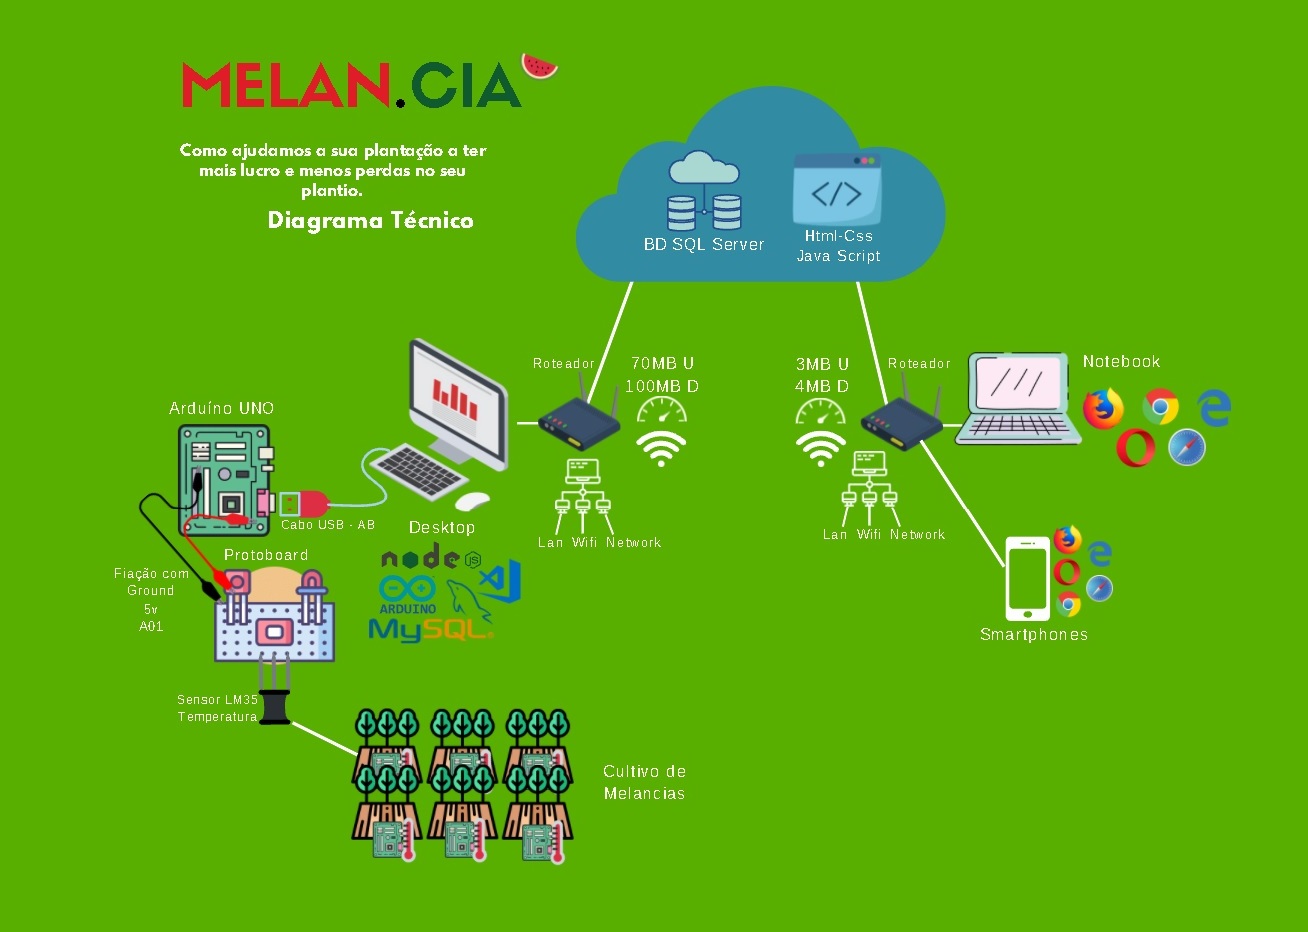 MELAN.CIA
Como ajudamos a sua plantação a ter
mais lucro e menos perdas no seu
plantio.
Diagrama Técnico
BD SQL Server
Html-Css
Java Script
Roteador
70MB U
100MB D
3MB U
4MB D
Roteador
Notebook
Arduíno UNO
Cabo USB - AB
Desktop
Lan Wifi Network
Lan Wifi Network
Protoboard
Fiação com
Ground
5v
A01
node
JS
ARDUINO
MySQL®
Smartphones
Sensor LM35
Temperatura
Cultivo de
Melancias